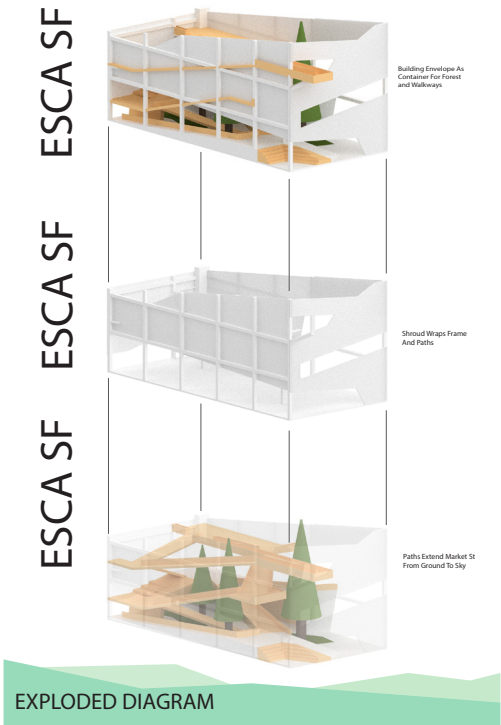 ESCA SF
Building Envelope As
Container For Forest
and Walkways
ESCA SF
Shroud Wraps Frame
And Paths
ESCA SF
Paths Extend Market St
From Ground To Sky
EXPLODED DIAGRAM